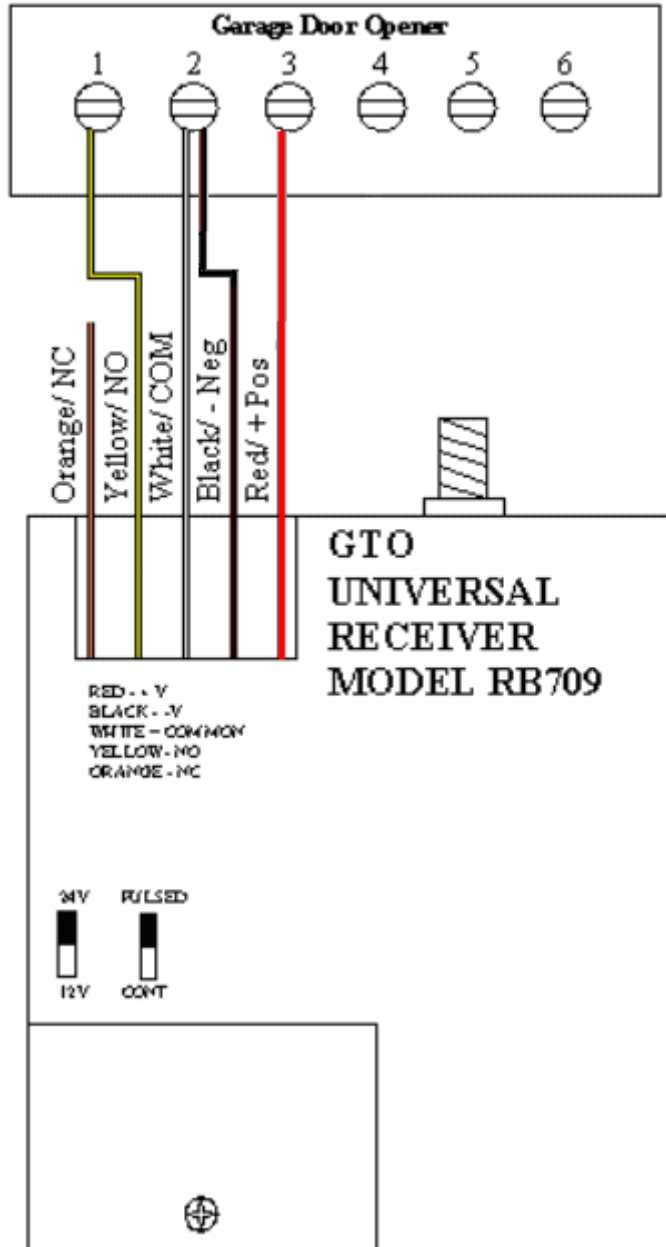 Garage Door Opener
1 2 3 4 5 6
Orange/ NC
Yellow/ NO
White/ COM
Black/ - Neg
Red/ + Pos
GTO
UNIVERSAL
RECEIVER
MODEL RB709
RED - + V
BLACK - -V
WHITE - COMMON
YELLOW - NO
ORANGE - NC
24V PULSED
12V CONT